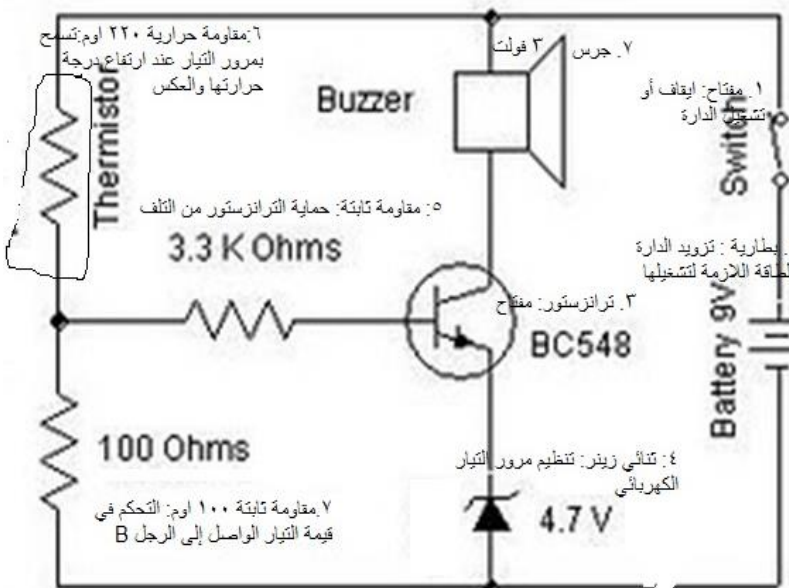 ٦:مقاومة حرارية ٢٢٠ اوم:تسمح
بمرور التيار عند ارتفاع درجة
حرارتها والعكس
Thermistor
Buzzer
٧. جرس ٣ فولت
١. مفتاح: ايقاف أو
تشغيل الدارة
Switch
٥: مقاومة ثابتة: حماية الترانزستور من التلف
3.3 K Ohms
بطارية : تزويد الدارة
الطاقة اللازمة لتشغيلها
Battery 9V
٣. ترانزستور: مفتاح
BC548
100 Ohms
٤: ثنائي زينر: تنظيم مرور التيار
الكهربائي
4.7 V
٧.مقاومة ثابتة ١٠٠ اوم: التحكم في
قيمة التيار الواصل إلى الرجل B